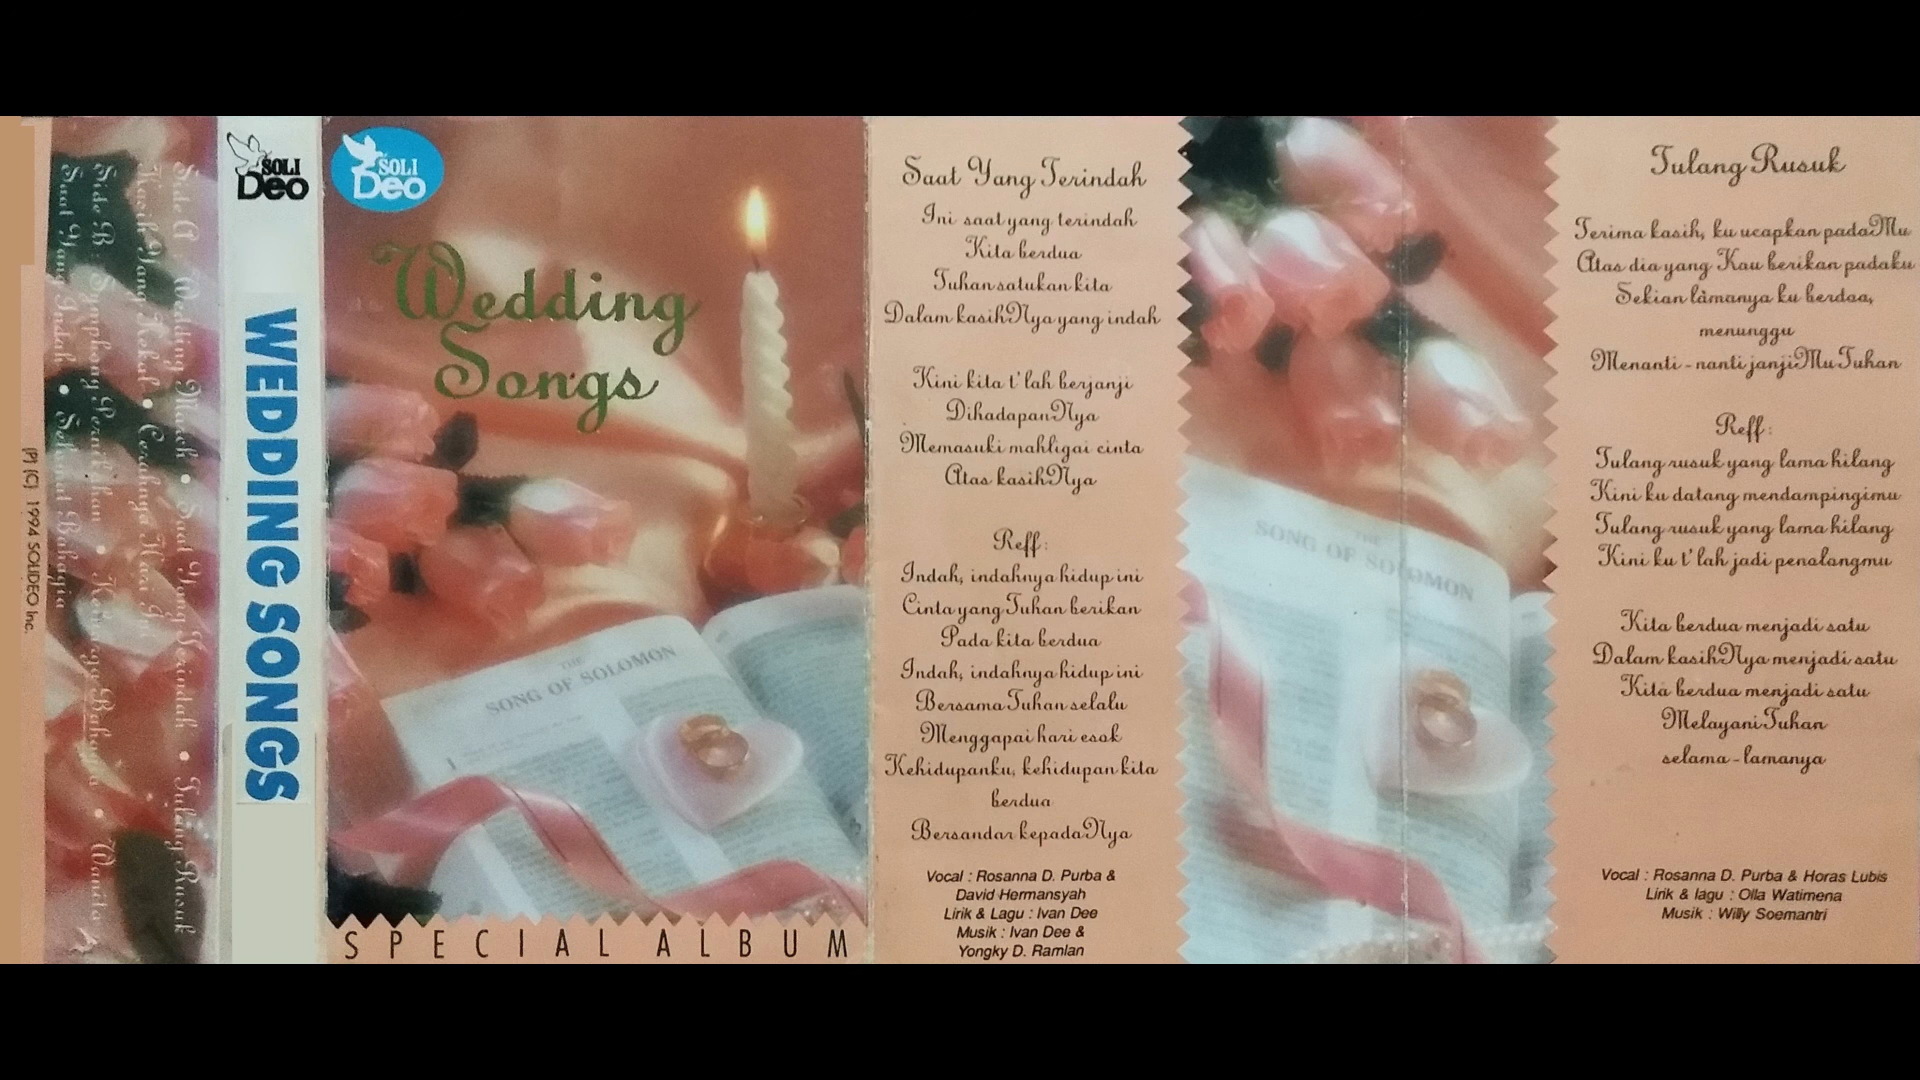 (P) (C) 1994 SOLIDEO Inc.
Side A : Wedding March • Saat Yang Terindah • Tulang Rusuk
Kasih Yang Kekal • Cerahnya Hari Ini
Side B : Symphony Pernikahan • Keluarga Bahagia • Wanita
Saat Yang Indah • Selamat Bahagia
SOLI
Deo
WEDDING SONGS
SOLI
Deo
Wedding
Songs
THE
SONG OF SOLOMON
SPECIAL ALBUM
Saat Yang Terindah
Ini saat yang terindah
Kita berdua
Tuhan satukan kita
Dalam kasihNya yang indah
Kini kita t'lah berjanji
DihadapanNya
Memasuki mahligai cinta
Atas kasihNya
Reff :
Indah, indahnya hidup ini
Cinta yang Tuhan berikan
Pada kita berdua
Indah, indahnya hidup ini
Bersama Tuhan selalu
Menggapai hari esok
Kehidupanku, kehidupan kita
berdua
Bersandar kepadaNya
Vocal : Rosanna D. Purba &
David Hermansyah
Lirik & Lagu : Ivan Dee
Musik : Ivan Dee &
Yongky D. Ramlan
THE
SONG OF SOLOMON
Tulang Rusuk
Terima kasih, ku ucapkan padaMu
Atas dia yang Kau berikan padaku
Sekian lamanya ku berdoa,
menunggu
Menanti - nanti janjiMu Tuhan
Reff :
Tulang rusuk yang lama hilang
Kini ku datang mendampingimu
Tulang rusuk yang lama hilang
Kini ku t'lah jadi penolongmu
Kita berdua menjadi satu
Dalam kasihNya menjadi satu
Kita berdua menjadi satu
Melayani Tuhan
selama - lamanya
Vocal : Rosanna D. Purba & Horas Lubis
Lirik & lagu : Olla Watimena
Musik : Willy Soemantri